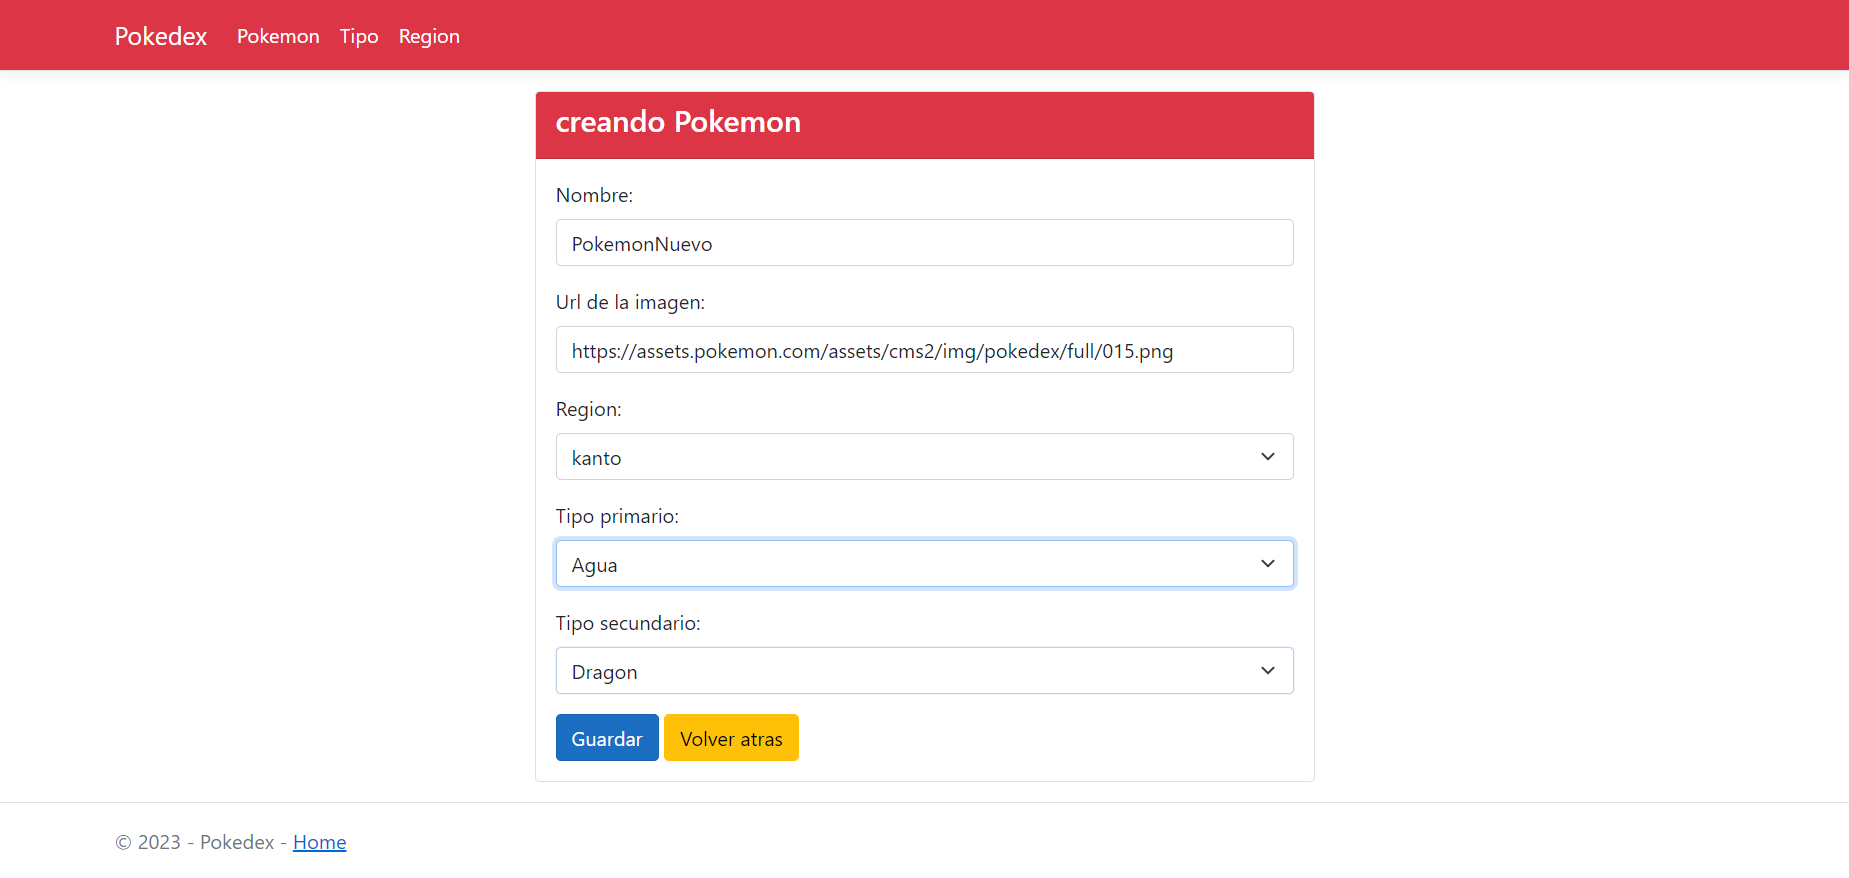 Pokedex Pokemon Tipo Region
creando Pokemon
Nombre:
PokemonNuevo
Url de la imagen:
https://assets.pokemon.com/assets/cms2/img/pokedex/full/015.png
Region:
kanto
Tipo primario:
Agua
Tipo secundario:
Dragon
Guardar Volver atras
© 2023 - Pokedex - Home